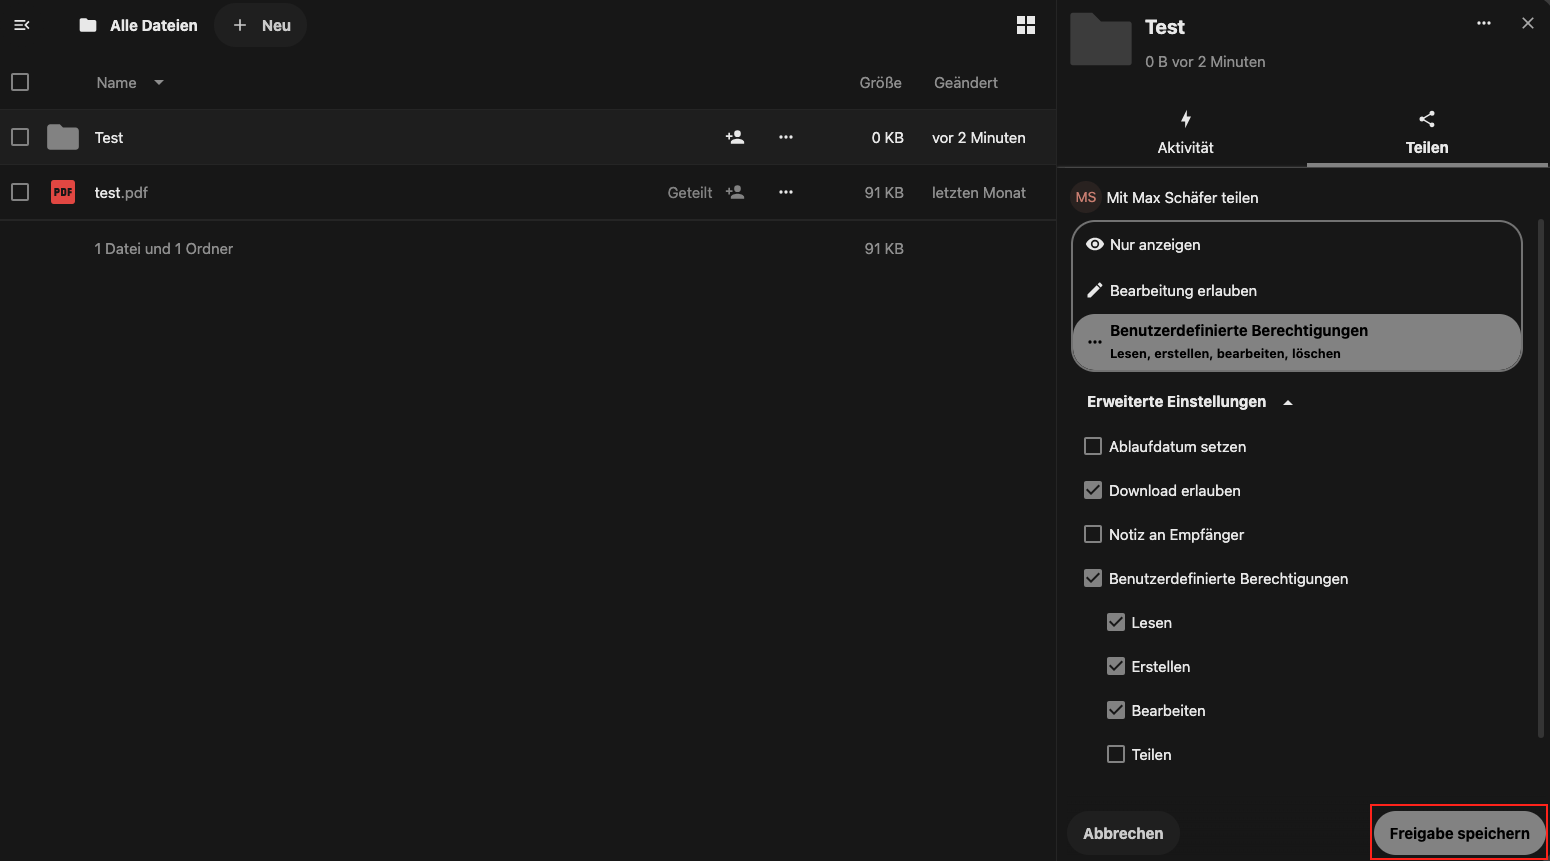 Alle Dateien
Neu
Name
Größe
Geändert
Test
0 KB
vor 2 Minuten
PDF
test.pdf
Geteilt
91 KB
letzten Monat
1 Datei und 1 Ordner
91 KB
Test
0 B vor 2 Minuten
Aktivität
Teilen
MS Mit Max Schäfer teilen
Nur anzeigen
Bearbeitung erlauben
Benutzerdefinierte Berechtigungen
Lesen, erstellen, bearbeiten, löschen
Erweiterte Einstellungen
Ablaufdatum setzen
Download erlauben
Notiz an Empfänger
Benutzerdefinierte Berechtigungen
Lesen
Erstellen
Bearbeiten
Teilen
Abbrechen
Freigabe speichern